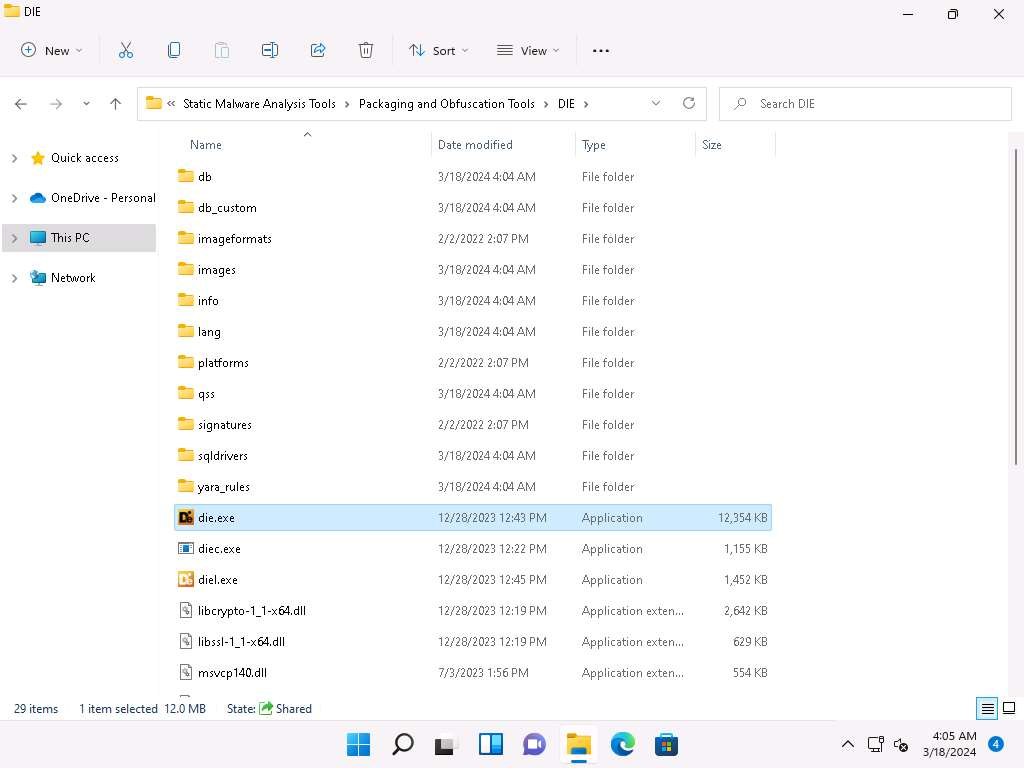 DIE
New
Sort
View
« Static Malware Analysis Tools > Packaging and Obfuscation Tools > DIE >
Search DIE
Quick access
OneDrive - Personal
This PC
Network
Name Date modified Type Size
db 3/18/2024 4:04 AM File folder
db_custom 3/18/2024 4:04 AM File folder
imageformats 2/2/2022 2:07 PM File folder
images 3/18/2024 4:04 AM File folder
info 3/18/2024 4:04 AM File folder
lang 3/18/2024 4:04 AM File folder
platforms 2/2/2022 2:07 PM File folder
qss 3/18/2024 4:04 AM File folder
signatures 2/2/2022 2:07 PM File folder
sqldrivers 3/18/2024 4:04 AM File folder
yara_rules 3/18/2024 4:04 AM File folder
die.exe 12/28/2023 12:43 PM Application 12,354 KB
diec.exe 12/28/2023 12:22 PM Application 1,155 KB
diel.exe 12/28/2023 12:45 PM Application 1,452 KB
libcrypto-1_1-x64.dll 12/28/2023 12:19 PM Application exten... 2,642 KB
libssl-1_1-x64.dll 12/28/2023 12:19 PM Application exten... 629 KB
msvcp140.dll 7/3/2023 1:56 PM Application exten... 554 KB
29 items 1 item selected 12.0 MB State: Shared
4:05 AM
3/18/2024
4